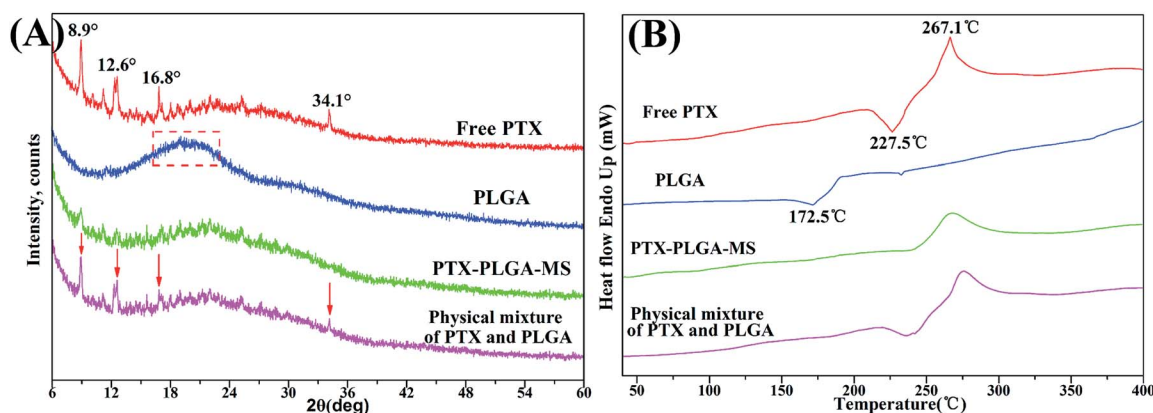 (A)
8.9°
12.6°
16.8°
34.1°
Free PTX
PLGA
PTX-PLGA-MS
Physical mixture
of PTX and PLGA
Intensity, counts
6 12 18 24 30 36 42 48 54 60
2θ(deg)
(B)
267.1℃
Free PTX
227.5℃
PLGA
172.5℃
PTX-PLGA-MS
Physical mixture
of PTX and PLGA
Heat flow Endo Up (mW)
50 100 150 200 250 300 350 400
Temperature(℃)